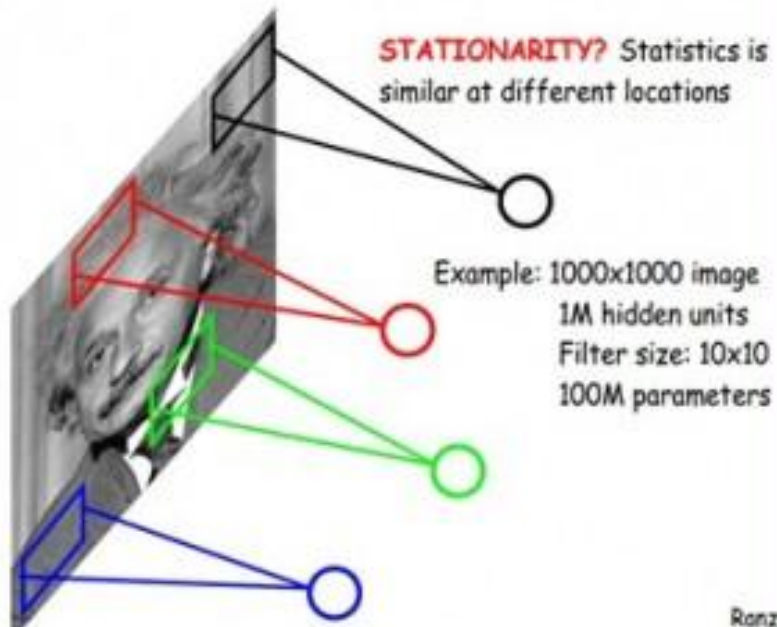 STATIONARITY? Statistics is
similar at different locations
Example: 1000x1000 image
1M hidden units
Filter size: 10x10
100M parameters
Ranz